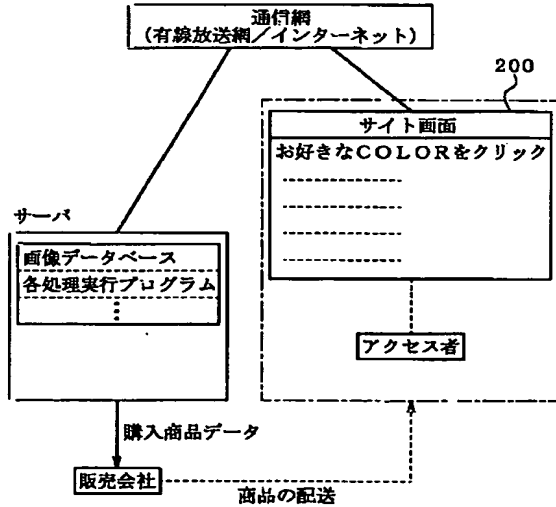 通信網
(有線放送網/インターネット)
200
サイト画面
お好きなCOLORをクリック
サーバ
画像データベース
各処理実行プログラム
アクセス者
購入商品データ
販売会社
商品の配送